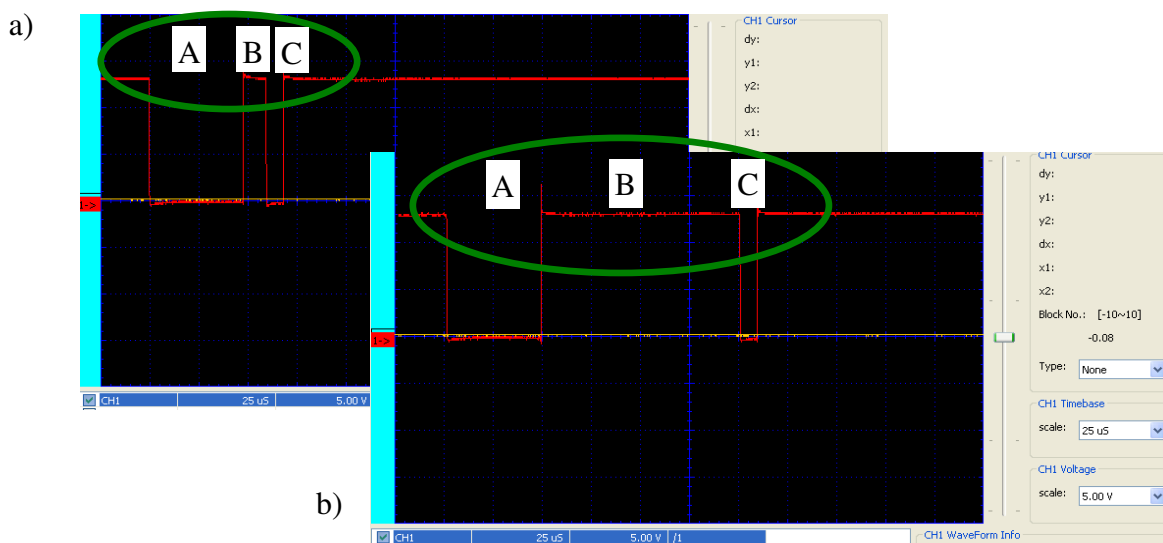 a)
A B C
CH1 Cursor
dy:
y1:
y2:
dx:
x1:
1->
CH1 25 uS 5.00 V
A B C
CH1 Cursor
dy:
y1:
y2:
dx:
x1:
x2:
Block No.: [-10~10]
-0.08
Type: None
CH1 Timebase
scale: 25 uS
CH1 Voltage
scale: 5.00 V
1->
b)
CH1 25 uS 5.00 V /1
CH1 WaveForm Info